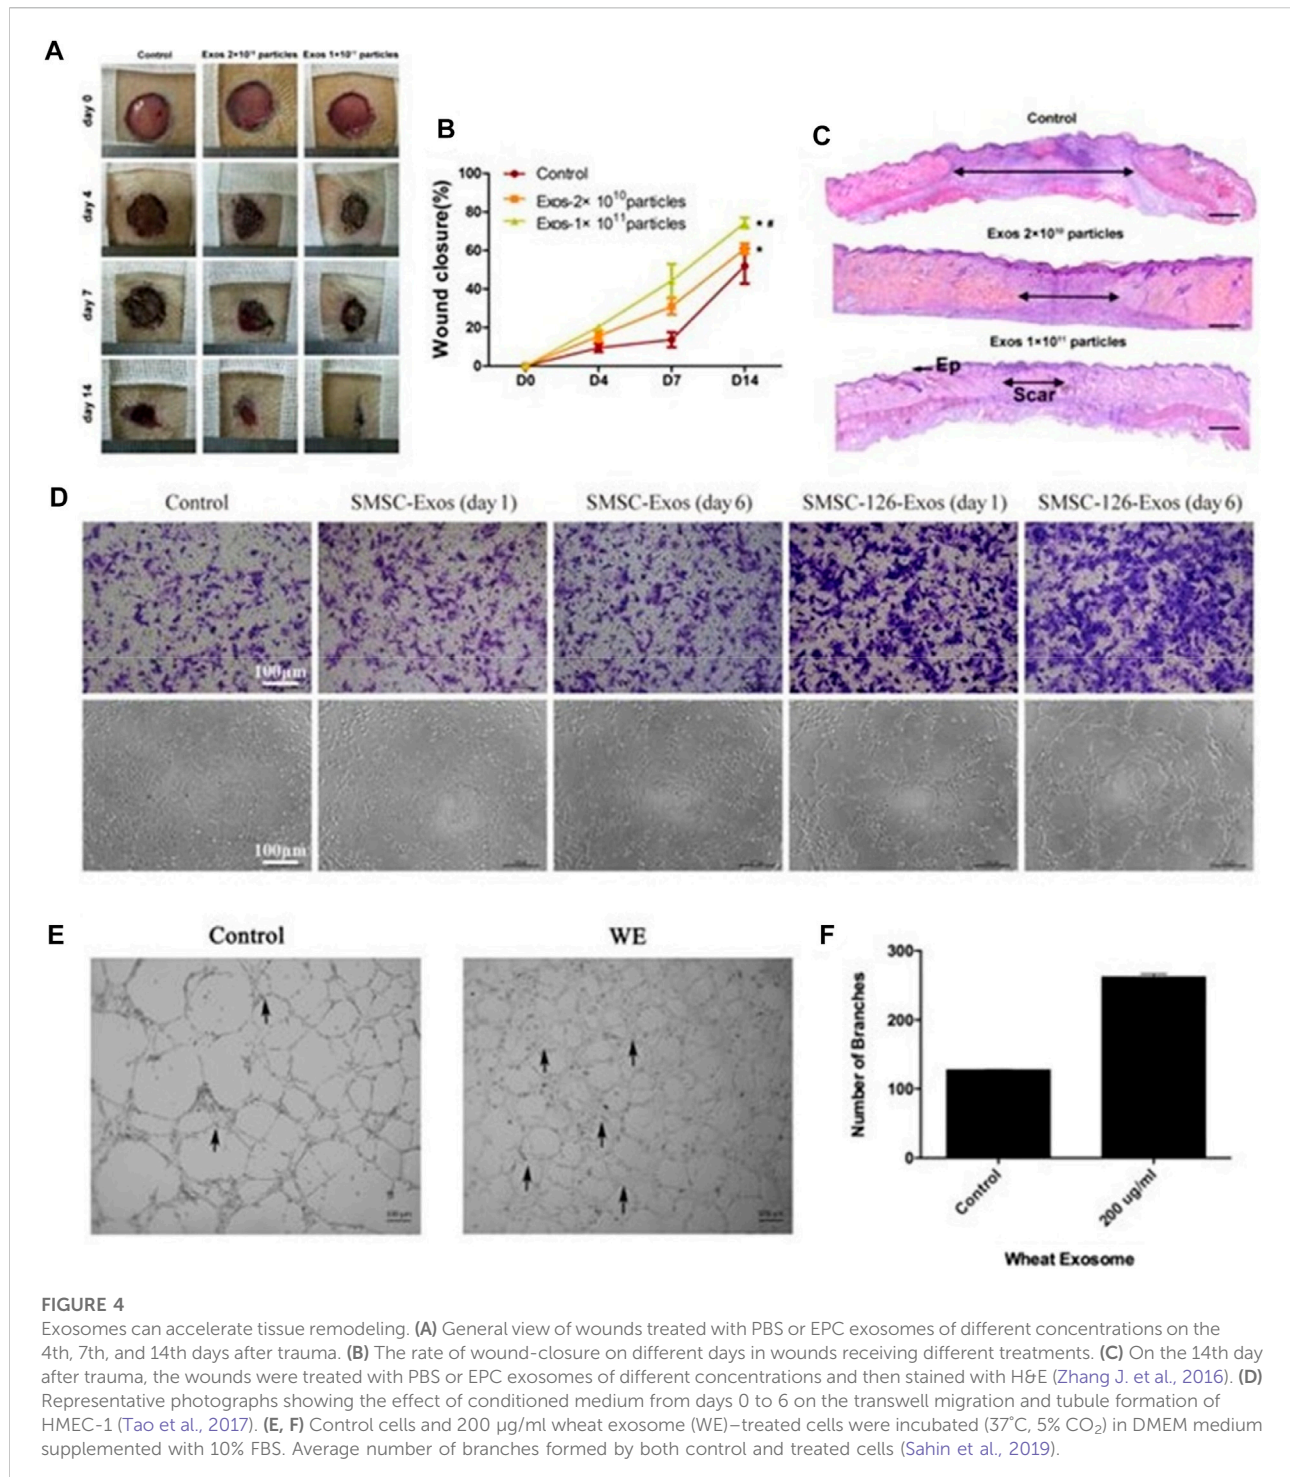 A
Control Exos 2×10¹⁰ particles Exos 1×10¹¹ particles
day 0
day 4
day 7
day 14
B
Wound closure(%)
100
80
60
40
20
0
Control
Exos-2× 10¹⁰particles
Exos-1× 10¹¹particles
* #
*
D0 D4 D7 D14
C
Control
Exos 2×10¹⁰ particles
Exos 1×10¹¹ particles
Ep
Scar
D
Control SMSC-Exos (day 1) SMSC-Exos (day 6) SMSC-126-Exos (day 1) SMSC-126-Exos (day 6)
100μm
100μm
E
Control WE
F
Number of Branches
300
200
100
0
Control 200 ug/ml
Wheat Exosome
FIGURE 4
Exosomes can accelerate tissue remodeling. (A) General view of wounds treated with PBS or EPC exosomes of different concentrations on the
4th, 7th, and 14th days after trauma. (B) The rate of wound-closure on different days in wounds receiving different treatments. (C) On the 14th day
after trauma, the wounds were treated with PBS or EPC exosomes of different concentrations and then stained with H&E (Zhang J. et al., 2016). (D)
Representative photographs showing the effect of conditioned medium from days 0 to 6 on the transwell migration and tubule formation of
HMEC-1 (Tao et al., 2017). (E, F) Control cells and 200 μg/ml wheat exosome (WE)–treated cells were incubated (37˚C, 5% CO₂) in DMEM medium
supplemented with 10% FBS. Average number of branches formed by both control and treated cells (Sahin et al., 2019).